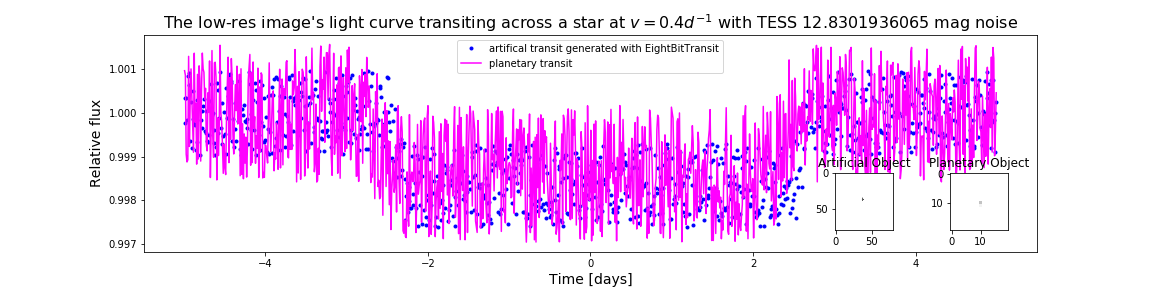 The low-res image's light curve transiting across a star at v = 0.4d⁻¹ with TESS 12.8301936065 mag noise
artifical transit generated with EightBitTransit
planetary transit
Relative flux
1.001
1.000
0.999
0.998
0.997
Artificial Object
0
50
0 50
Planetary Object
0
10
0 10
−4 −2 0 2 4
Time [days]